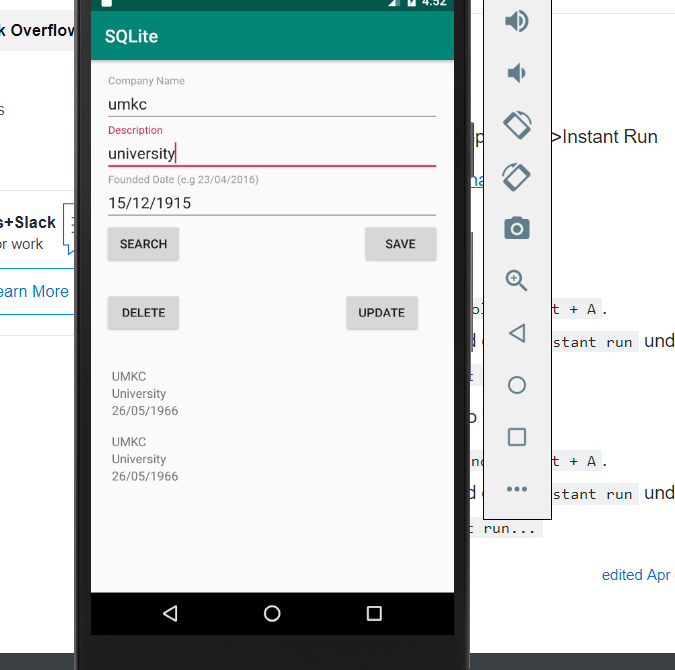 4:52
k Overflow
SQLite
Company Name
umkc
>Instant Run
Description
university
Founded Date (e.g 23/04/2016)
15/12/1915
s+Slack
or work
SEARCH
SAVE
earn More
DELETE
UPDATE
t + A.
stant run und
UMKC
University
26/05/1966
UMKC
University
26/05/1966
t + A.
stant run und
t run...
edited Apr